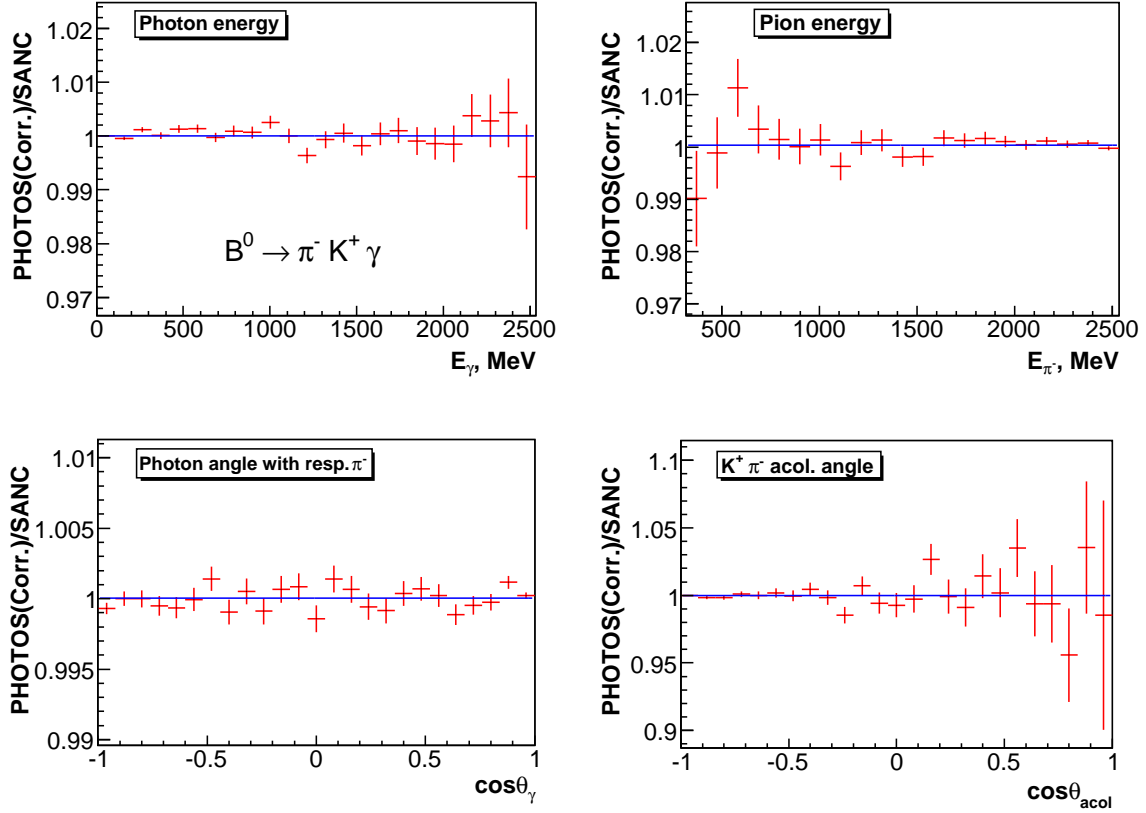 Photon energy
PHOTOS(Corr.)/SANC
1.02
1.01
1
0.99
0.98
0.97
B⁰ → π⁻ K⁺ γ
0 500 1000 1500 2000 2500
E_γ, MeV
Pion energy
PHOTOS(Corr.)/SANC
1.02
1.01
1
0.99
0.98
0.97
500 1000 1500 2000 2500
E_π⁻, MeV
Photon angle with resp. π⁻
PHOTOS(Corr.)/SANC
1.01
1.005
1
0.995
0.99
-1 -0.5 0 0.5 1
cosθ_γ
K⁺ π⁻ acol. angle
PHOTOS(Corr.)/SANC
1.1
1.05
1
0.95
0.9
-1 -0.5 0 0.5 1
cosθ_acol